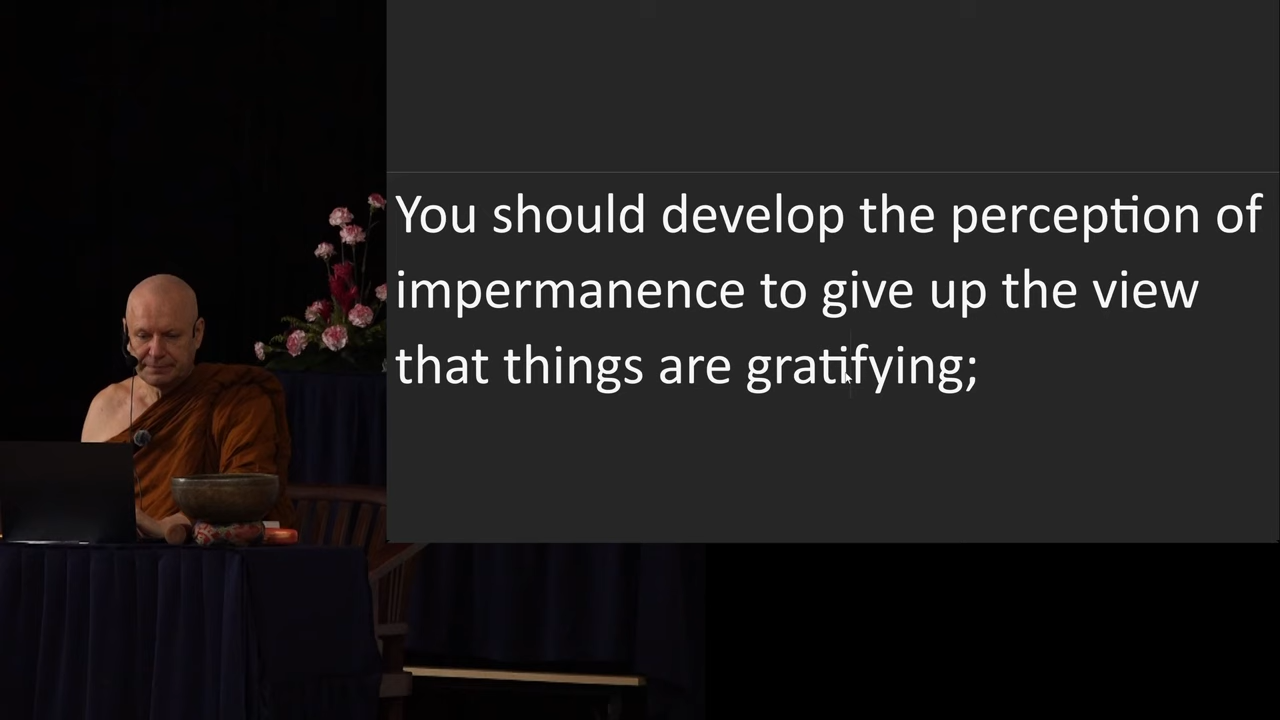 You should develop the perception of
impermanence to give up the view
that things are gratifying;